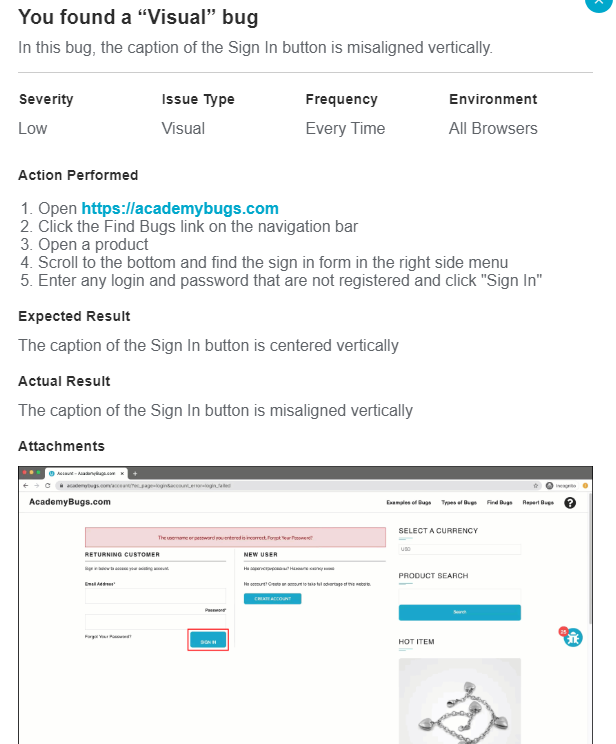 You found a “Visual” bug
In this bug, the caption of the Sign In button is misaligned vertically.
Severity
Issue Type
Frequency
Environment
Low
Visual
Every Time
All Browsers
Action Performed
1. Open https://academybugs.com
2. Click the Find Bugs link on the navigation bar
3. Open a product
4. Scroll to the bottom and find the sign in form in the right side menu
5. Enter any login and password that are not registered and click "Sign In"
Expected Result
The caption of the Sign In button is centered vertically
Actual Result
The caption of the Sign In button is misaligned vertically
Attachments
Account - AcademyBugs.com
academybugs.com/account/?ec_page=login&account_error=login_failed
Incognito
AcademyBugs.com
Examples of Bugs
Types of Bugs
Find Bugs
Report Bugs
?
The username or password you entered is incorrect. Forgot Your Password?
RETURNING CUSTOMER
Sign in below to access your existing account.
Email Address*
Password*
Forgot Your Password?
SIGN IN
NEW USER
No account? Create an account to take full advantage of this website.
CREATE ACCOUNT
SELECT A CURRENCY
USD
PRODUCT SEARCH
Search
HOT ITEM